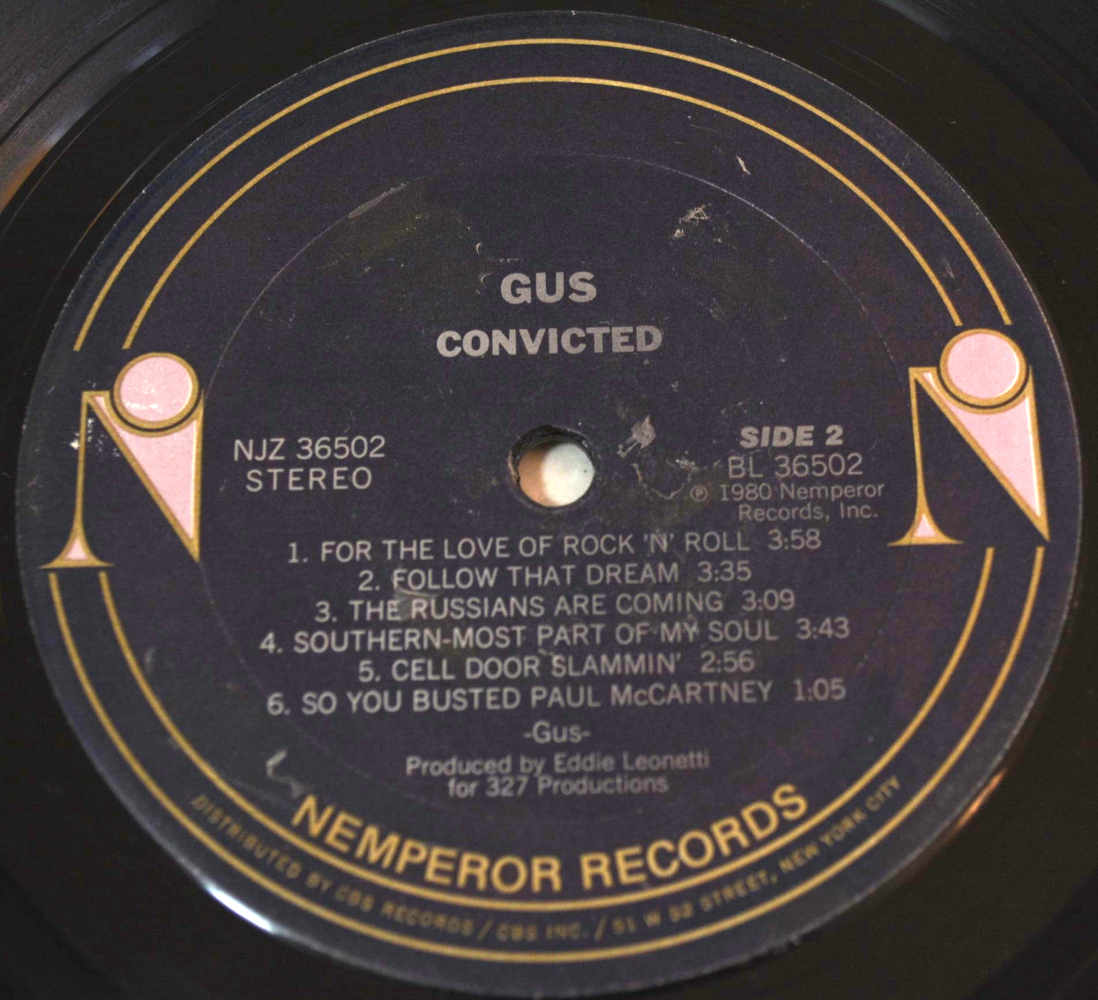 GUS
CONVICTED
NJZ 36502
STEREO
SIDE 2
BL 36502
℗ 1980 Nemperor
Records, Inc.
1. FOR THE LOVE OF ROCK 'N' ROLL 3:58
2. FOLLOW THAT DREAM 3:35
3. THE RUSSIANS ARE COMING 3:09
4. SOUTHERN-MOST PART OF MY SOUL 3:43
5. CELL DOOR SLAMMIN' 2:56
6. SO YOU BUSTED PAUL McCARTNEY 1:05
-Gus-
Produced by Eddie Leonetti
for 327 Productions
NEMPEROR RECORDS
DISTRIBUTED BY CBS RECORDS / CBS INC. / 51 W 52 STREET, NEW YORK CITY